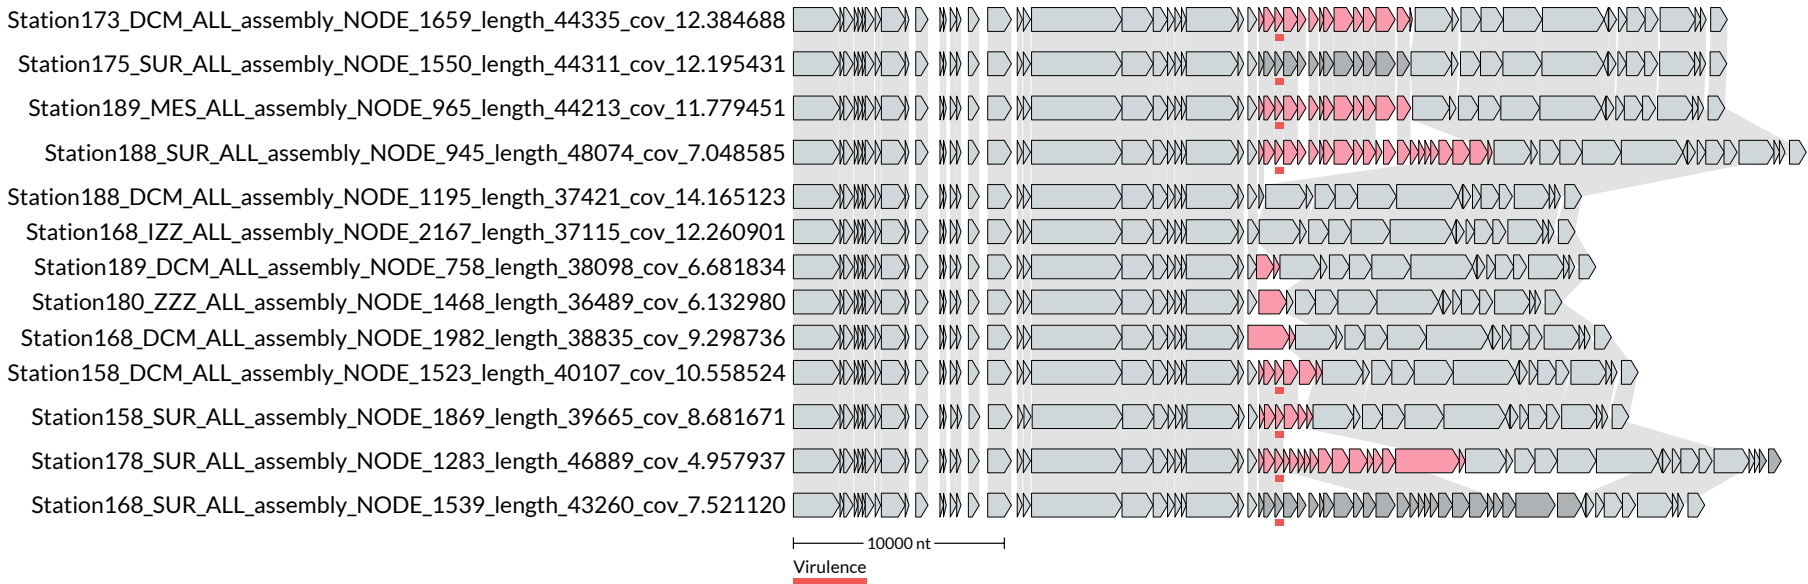 Station173_DCM_ALL_assembly_NODE_1659_length_44335_cov_12.384688
Station175_SUR_ALL_assembly_NODE_1550_length_44311_cov_12.195431
Station189_MES_ALL_assembly_NODE_965_length_44213_cov_11.779451
Station188_SUR_ALL_assembly_NODE_945_length_48074_cov_7.048585
Station188_DCM_ALL_assembly_NODE_1195_length_37421_cov_14.165123
Station168_IZZ_ALL_assembly_NODE_2167_length_37115_cov_12.260901
Station189_DCM_ALL_assembly_NODE_758_length_38098_cov_6.681834
Station180_ZZZ_ALL_assembly_NODE_1468_length_36489_cov_6.132980
Station168_DCM_ALL_assembly_NODE_1982_length_38835_cov_9.298736
Station158_DCM_ALL_assembly_NODE_1523_length_40107_cov_10.558524
Station158_SUR_ALL_assembly_NODE_1869_length_39665_cov_8.681671
Station178_SUR_ALL_assembly_NODE_1283_length_46889_cov_4.957937
Station168_SUR_ALL_assembly_NODE_1539_length_43260_cov_7.521120
10000 nt
Virulence